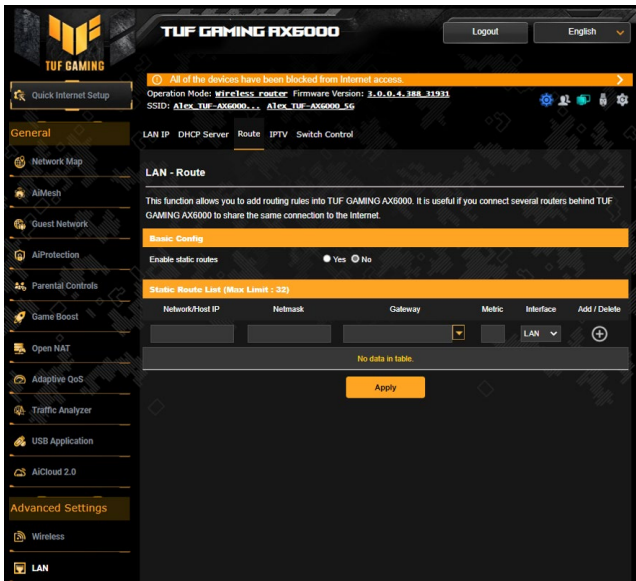 TUF GAMING
TUF GAMING AX6000
Logout
English
All of the devices have been blocked from Internet access.
Quick Internet Setup
Operation Mode: Wireless router Firmware Version: 3.0.0.4.388_31931
SSID: Alex_TUF-AX6000... Alex_TUF-AX6000_5G
General
LAN IP DHCP Server Route IPTV Switch Control
Network Map
AiMesh
Guest Network
AiProtection
Parental Controls
Game Boost
Open NAT
Adaptive QoS
Traffic Analyzer
USB Application
AiCloud 2.0
Advanced Settings
Wireless
LAN
LAN - Route
This function allows you to add routing rules into TUF GAMING AX6000. It is useful if you connect several routers behind TUF
GAMING AX6000 to share the same connection to the Internet.
Basic Config
Enable static routes Yes No
Static Route List (Max Limit : 32)
Network/Host IP Netmask Gateway Metric Interface Add / Delete
LAN
No data in table.
Apply